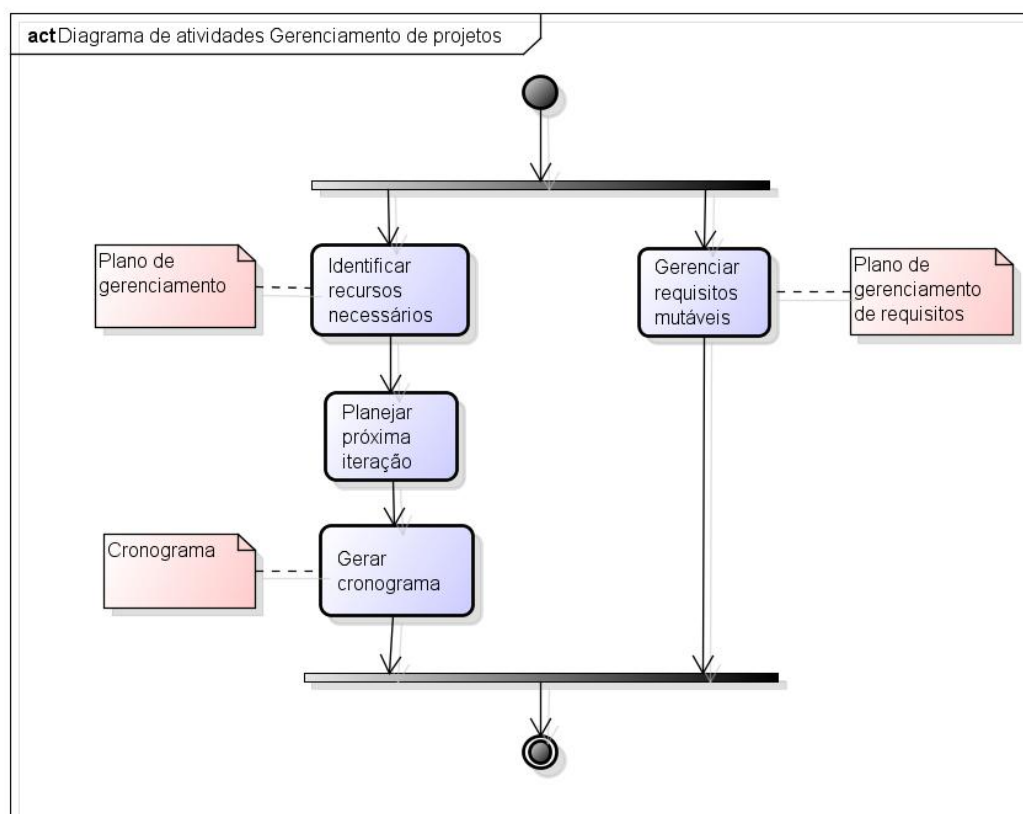 act Diagrama de atividades Gerenciamento de projetos
Plano de
gerenciamento
Identificar
recursos
necessários
Gerenciar
requisitos
mutáveis
Plano de
gerenciamento
de requisitos
Planejar
próxima
iteração
Cronograma
Gerar
cronograma